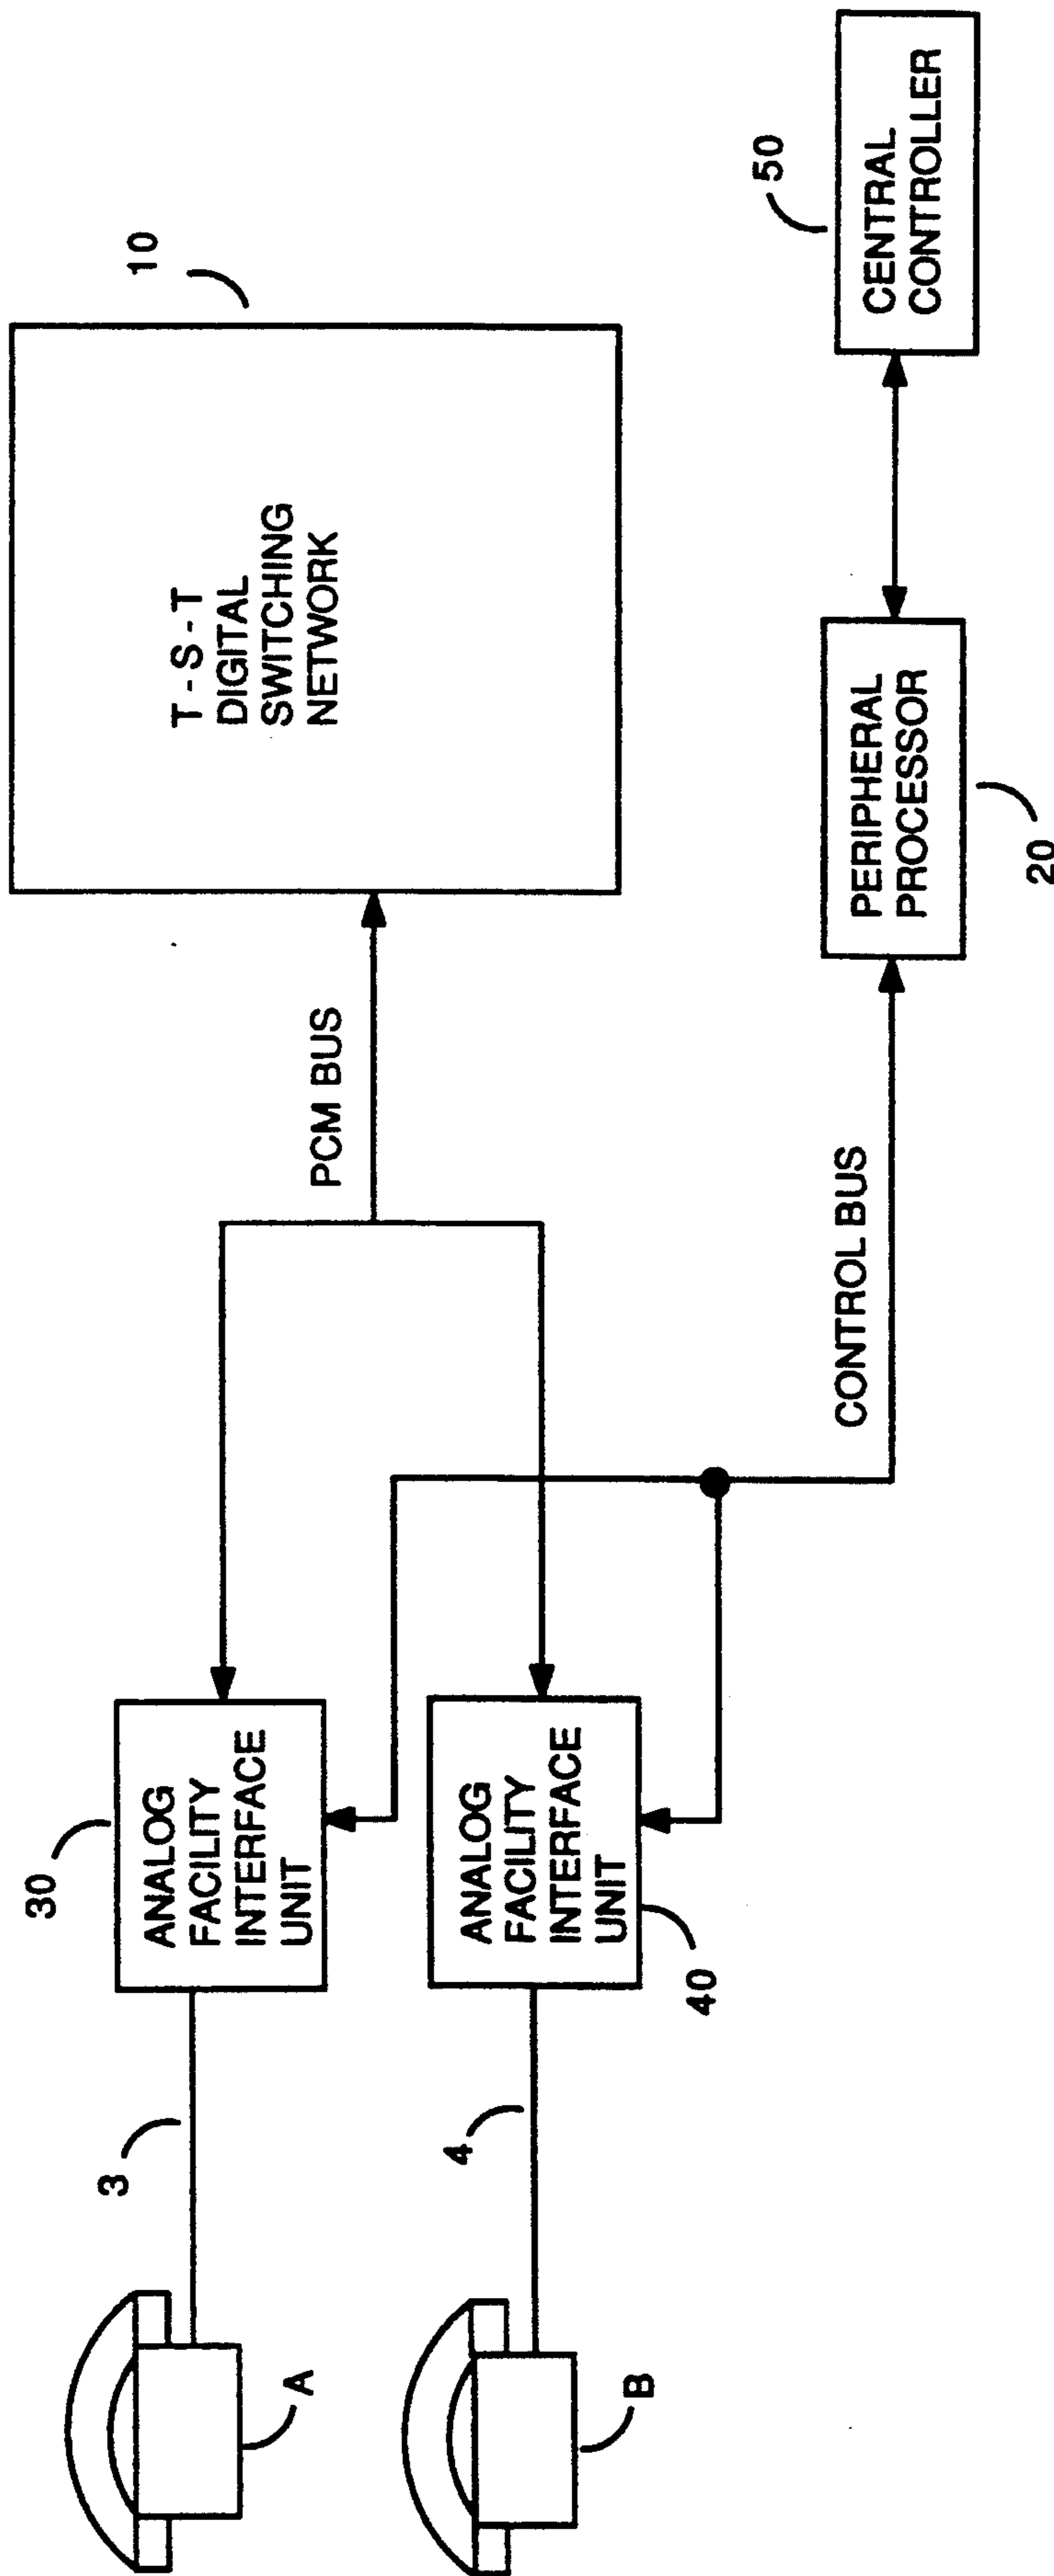 10
T - S - T
DIGITAL
SWITCHING
NETWORK
PCM BUS
30
ANALOG
FACILITY
INTERFACE
UNIT
3
A
50
CENTRAL
CONTROLLER
PERIPHERAL
PROCESSOR
20
CONTROL BUS
ANALOG
FACILITY
INTERFACE
UNIT
40
4
B